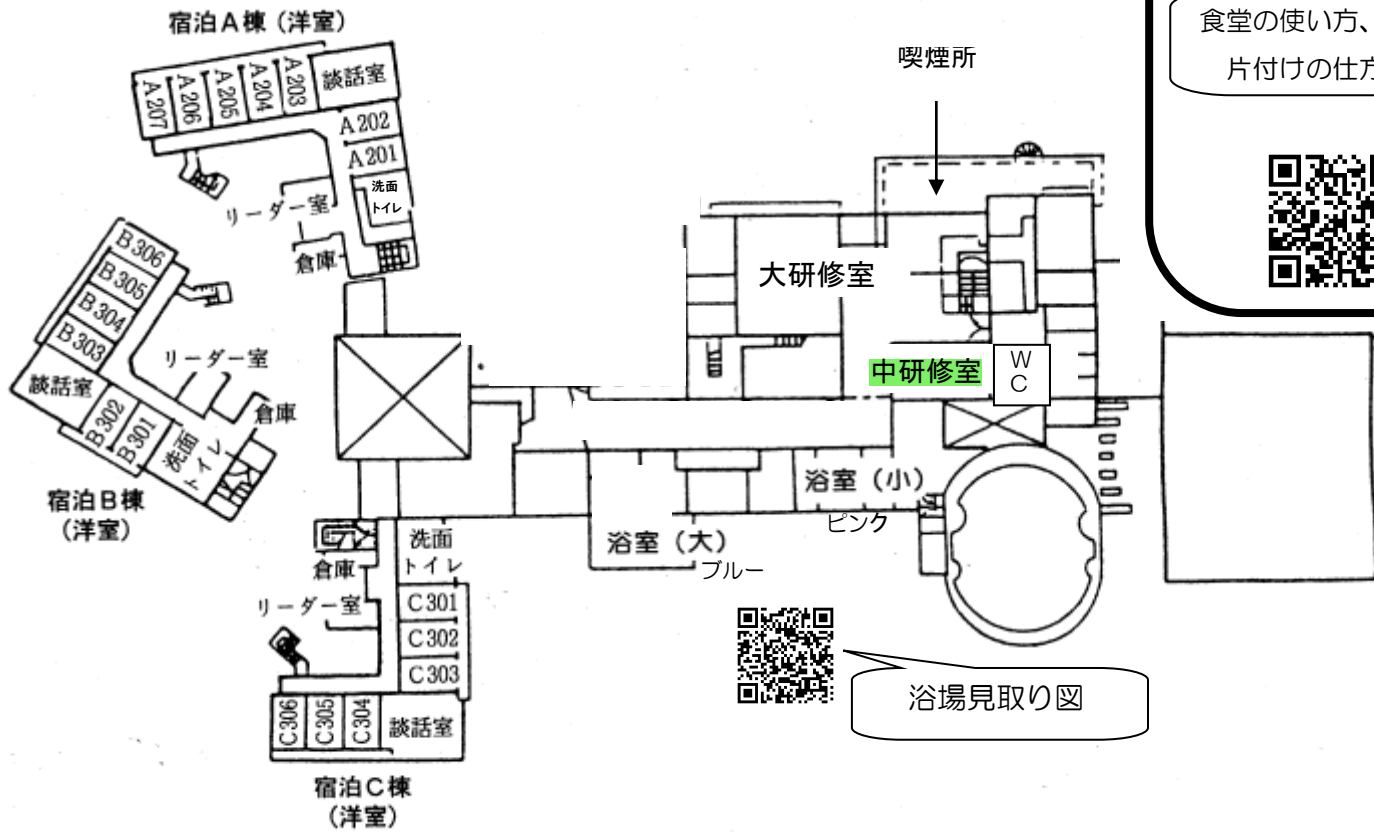 宿泊A棟(洋室)
A207
A206
A205
A204
A203
談話室
A202
A201
洗面
トイレ
リーダー室
倉庫
B306
B305
B304
B303
談話室
B302
B301
洗面
トイレ
リーダー室
倉庫
宿泊B棟
(洋室)
倉庫
リーダー室
洗面
トイレ
C301
C302
C303
C306
C305
C304
談話室
宿泊C棟
(洋室)
喫煙所
大研修室
中研修室
W
C
浴室(大)
ブルー
浴室(小)
ピンク
浴場見取り図
食堂の使い方、
片付けの仕方